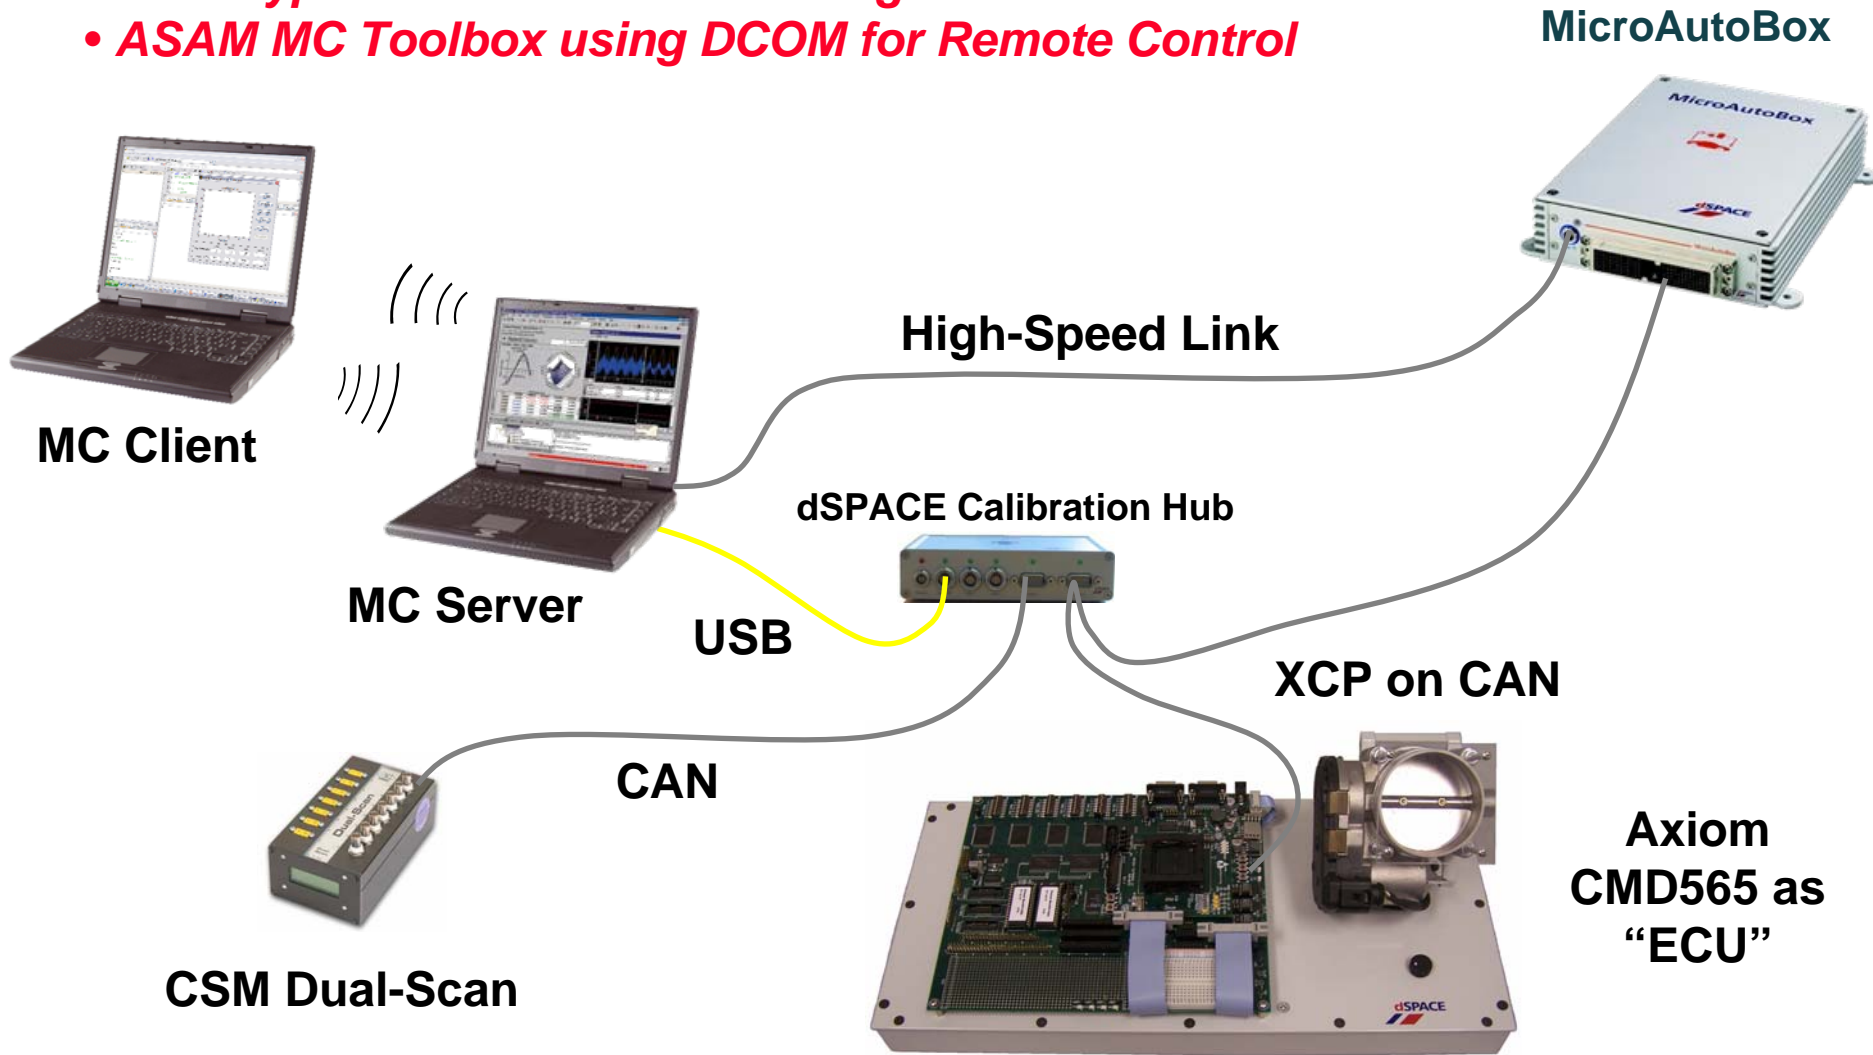 • ASAM MC Toolbox using DCOM for Remote Control
MicroAutoBox
MicroAutoBox
dSPACE
MicroAutoBox
High-Speed Link
MC Client
dSPACE Calibration Hub
MC Server
USB
XCP on CAN
CAN
Dual-Scan
Axiom
CMD565 as
“ECU”
CSM Dual-Scan
dSPACE